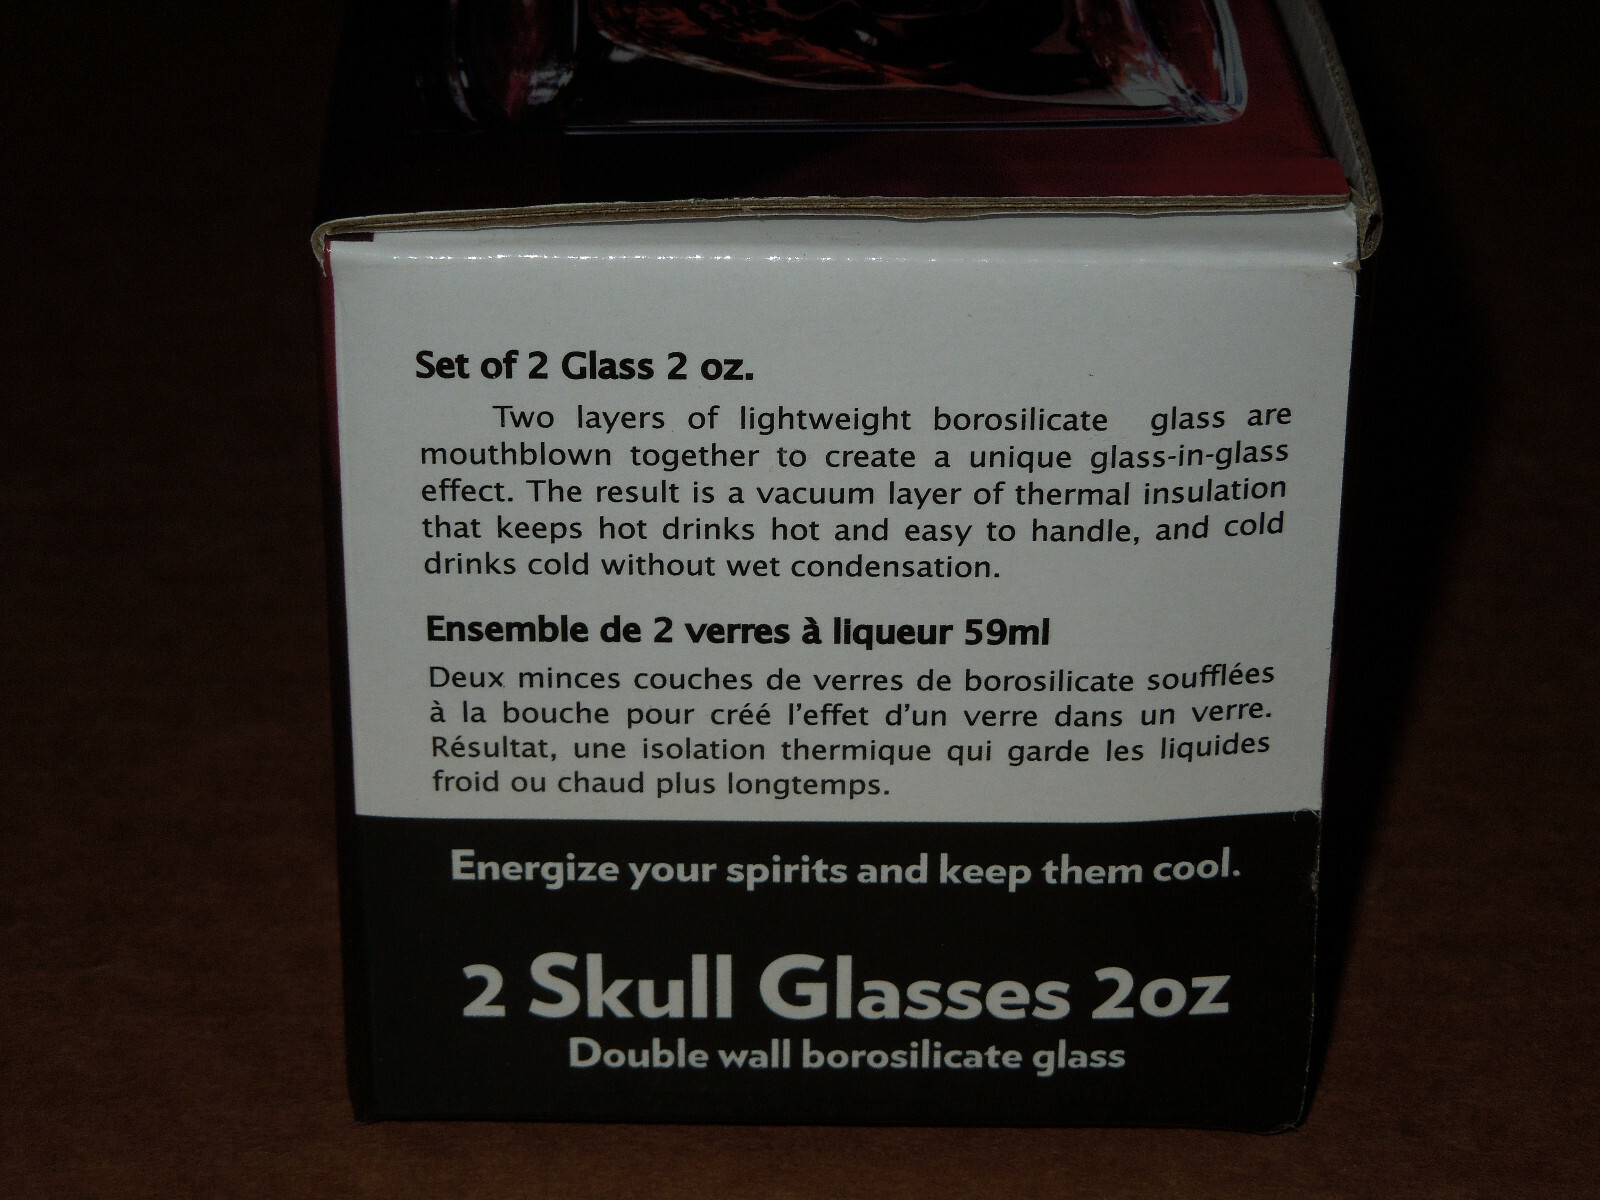 Set of 2 Glass 2 oz.
Two layers of lightweight borosilicate glass are
mouthblown together to create a unique glass-in-glass
effect. The result is a vacuum layer of thermal insulation
that keeps hot drinks hot and easy to handle, and cold
drinks cold without wet condensation.
Ensemble de 2 verres à liqueur 59ml
Deux minces couches de verres de borosilicate soufflées
à la bouche pour créé l'effet d'un verre dans un verre.
Résultat, une isolation thermique qui garde les liquides
froid ou chaud plus longtemps.
Energize your spirits and keep them cool.
2 Skull Glasses 2oz
Double wall borosilicate glass